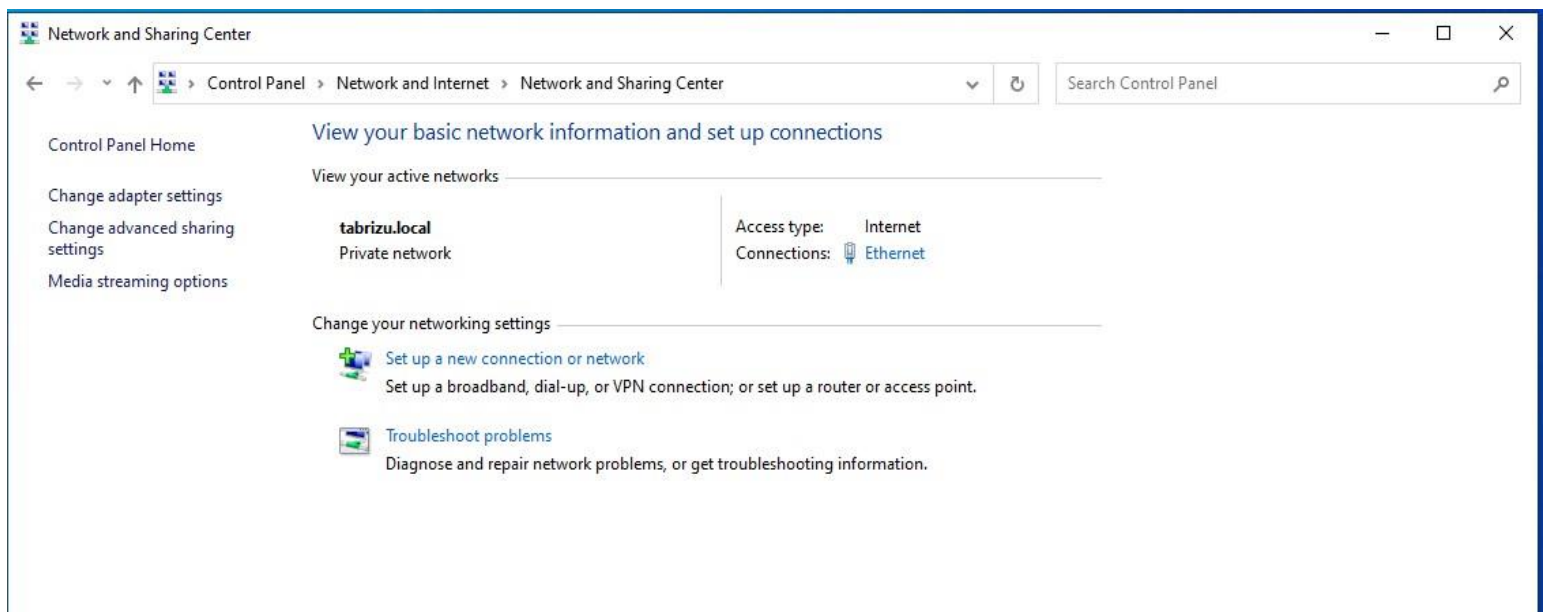 Network and Sharing Center
Control Panel > Network and Internet > Network and Sharing Center
Search Control Panel
Control Panel Home
Change adapter settings
Change advanced sharing
settings
Media streaming options
View your basic network information and set up connections
View your active networks
tabrizu.local
Private network
Access type: Internet
Connections: Ethernet
Change your networking settings
Set up a new connection or network
Set up a broadband, dial-up, or VPN connection; or set up a router or access point.
Troubleshoot problems
Diagnose and repair network problems, or get troubleshooting information.